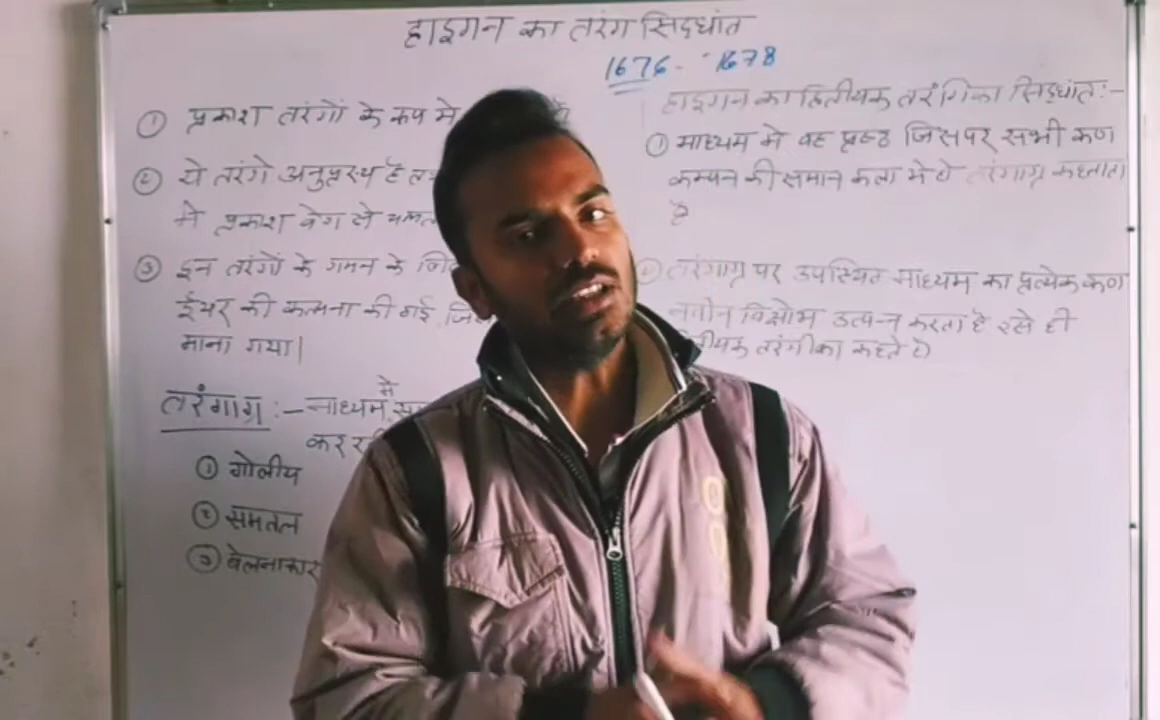 हाइगन का तरंग सिद्धांत
1676 - 1678
① प्रकाश तरंगों के रूप मे
② ये तरंगे अनुप्रस्थ है
मे प्रकाश वेग से
③ इन तरंगों के गमन के
ईथर की कल्पना की गई,
माना गया।
तरंगाग्र :- माध्यम में
कर
① गोलीय
② समतल
③ बेलनाकार
हाइगन का द्वितीयक तरंगिका सिद्धांत :-
① माध्यम मे वह प्रष्ठ जिसपर सभी कण
कम्पन की समान कला मे हो तरंगाग्र कहलाता
है
तरंगाग्र पर उपस्थित माध्यम का प्रत्येक कण
नवीन विक्षोभ उत्पन्न करता है इसे ही
तरंगीका कहते है